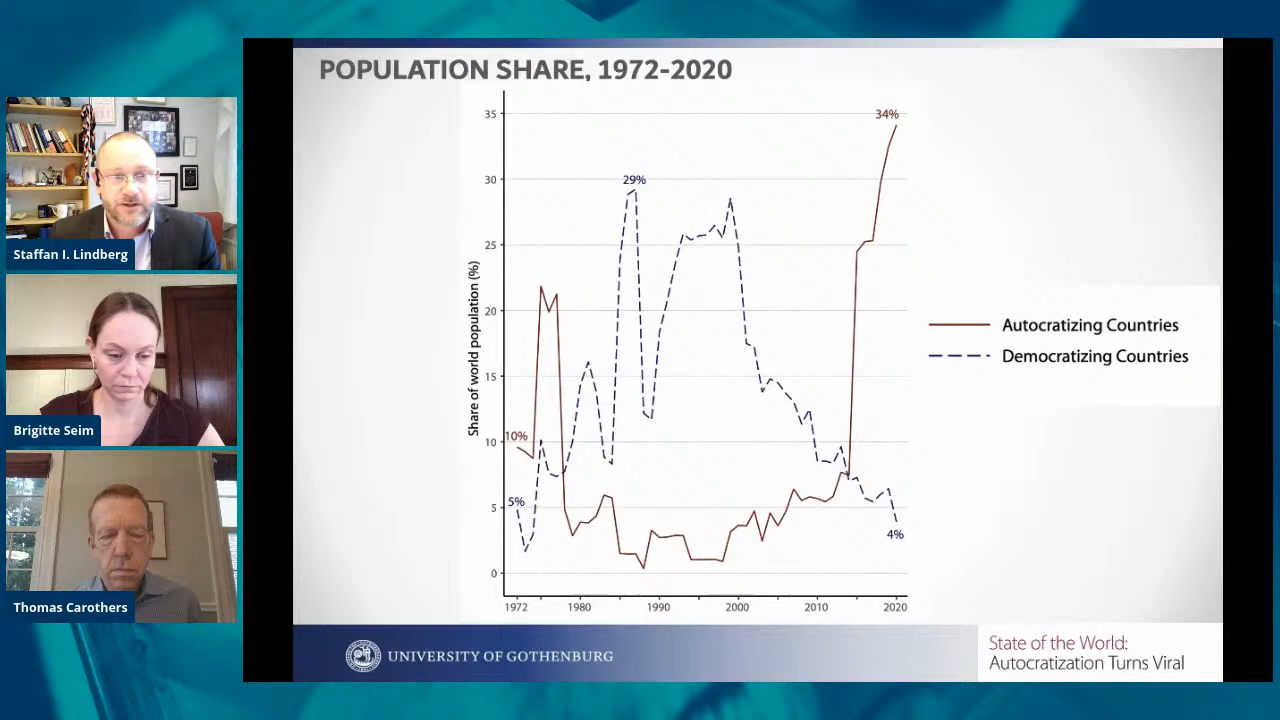 POPULATION SHARE, 1972-2020
Staffan I. Lindberg
Brigitte Seim
Thomas Carothers
Share of world population (%)
35
30
25
20
15
10
5
0
10%
5%
29%
34%
4%
1972
1980
1990
2000
2010
2020
Autocratizing Countries
Democratizing Countries
UNIVERSITY OF GOTHENBURG
State of the World:
Autocratization Turns Viral